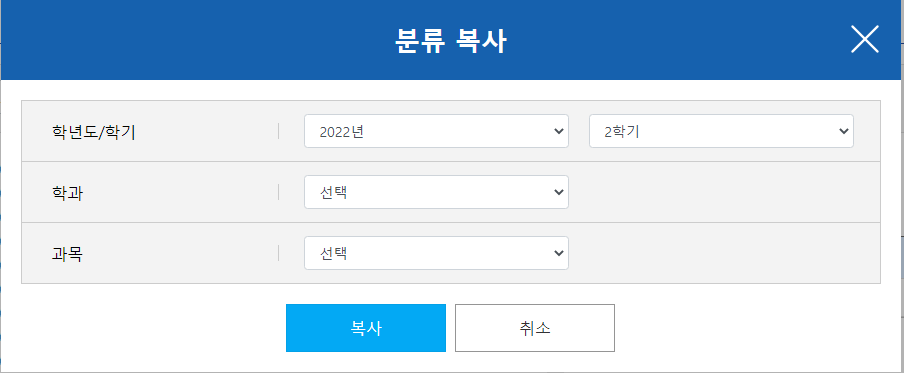 분류 복사
학년도/학기 2022년 2학기
학과 선택
과목 선택
복사 취소